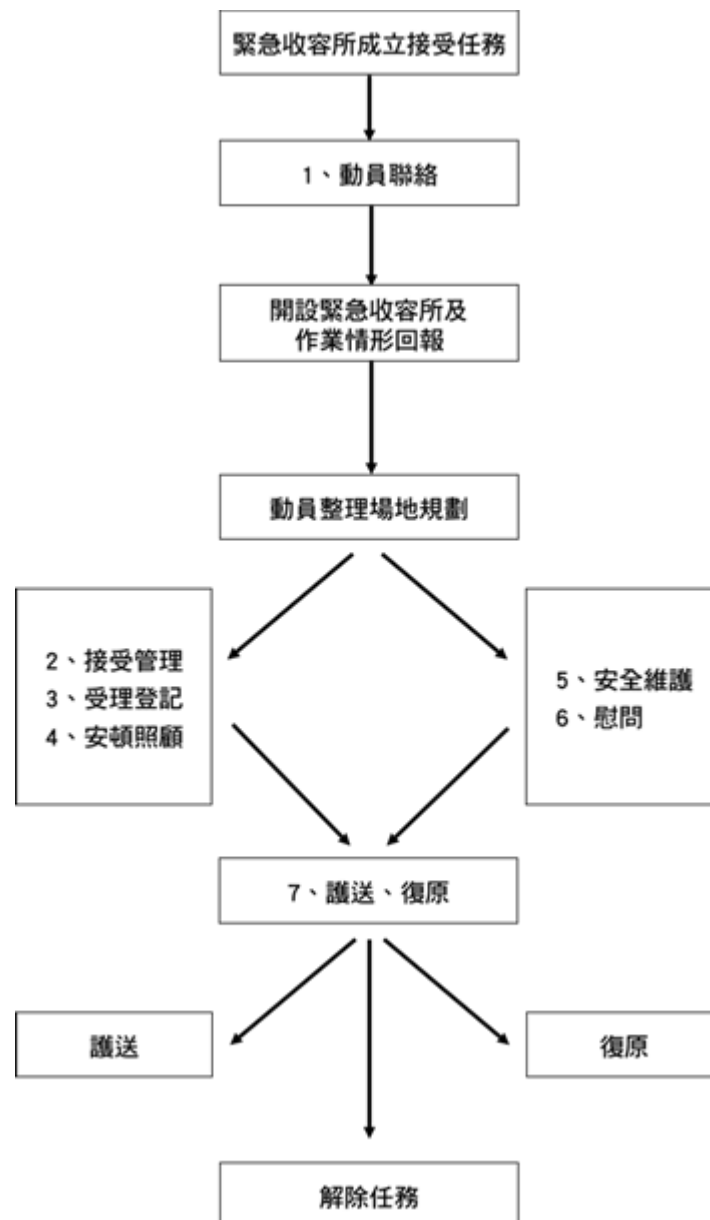 緊急收容所成立接受任務
1、動員聯絡
開設緊急收容所及
作業情形回報
動員整理場地規劃
2、接受管理
3、受理登記
4、安頓照顧
5、安全維護
6、慰問
7、護送、復原
護送
復原
解除任務